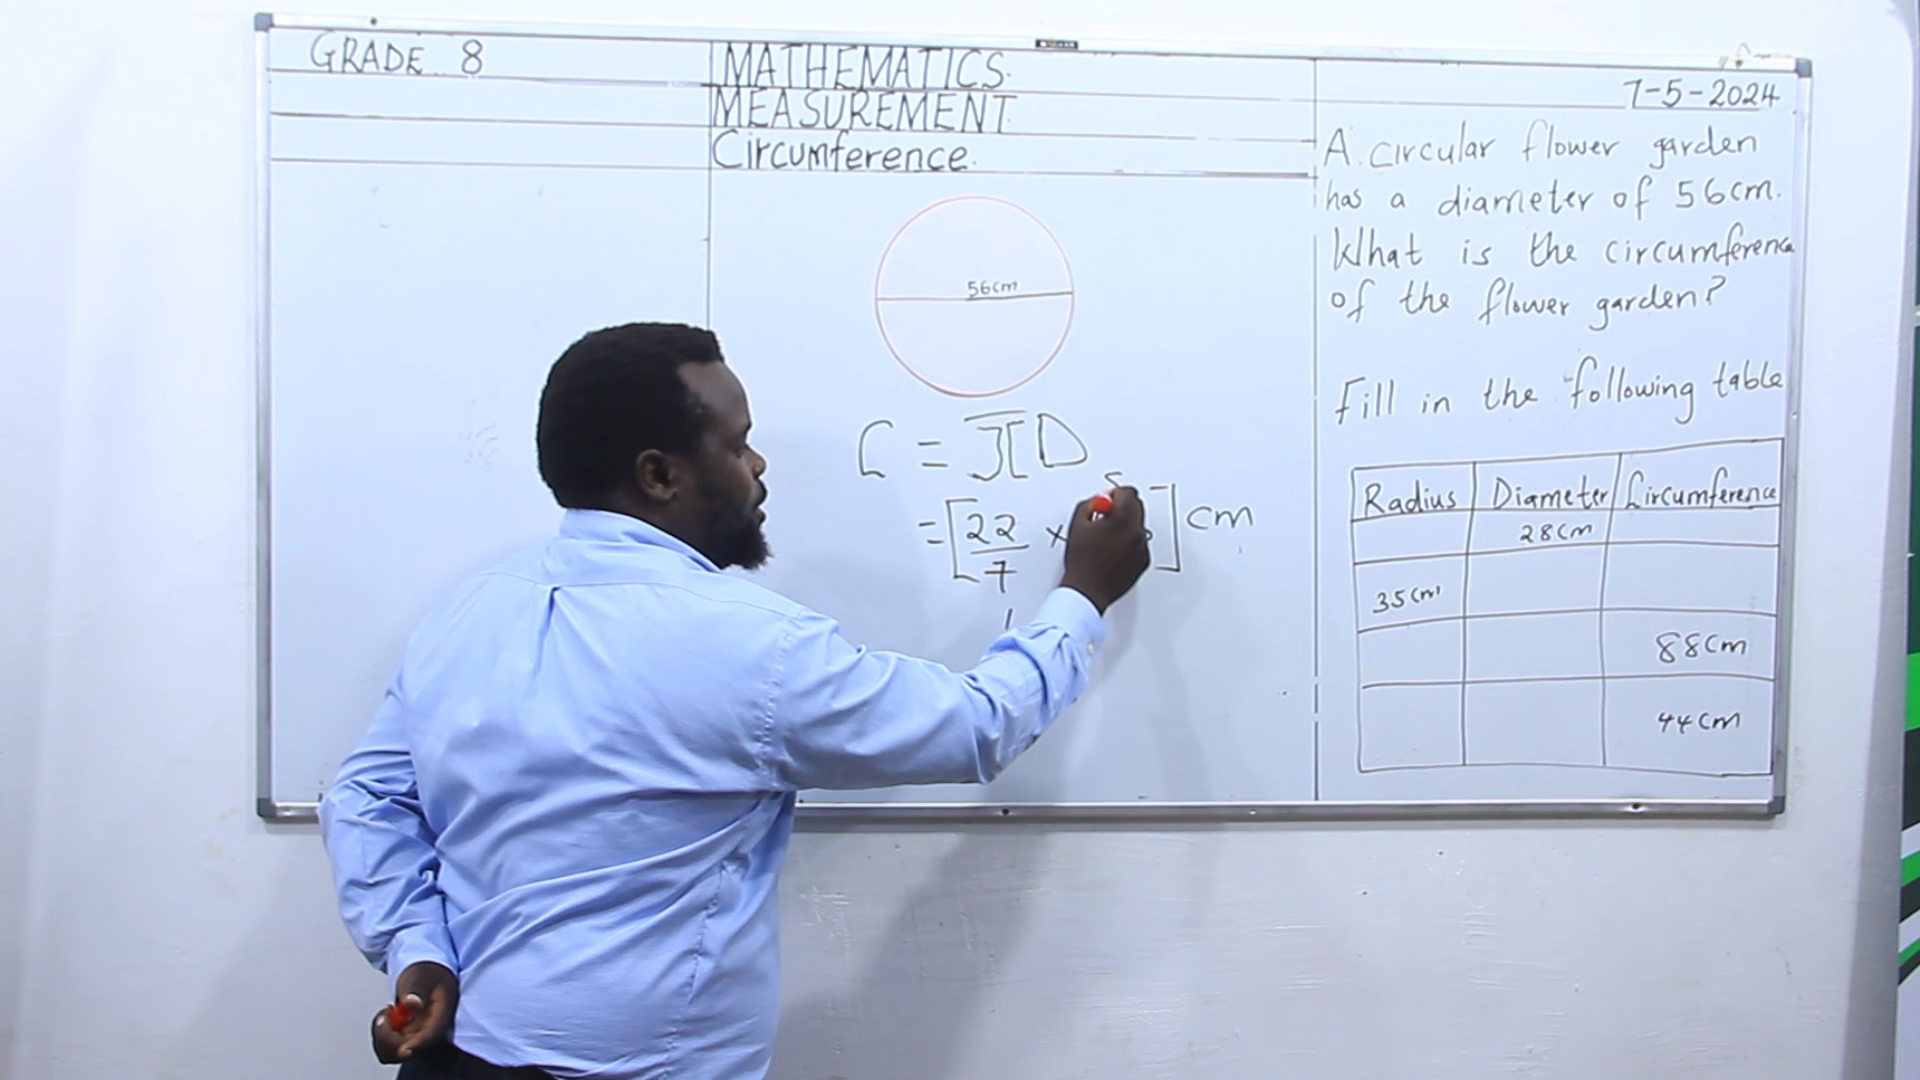 GRADE 8
MATHEMATICS.
MEASUREMENT
Circumference.
7-5-2024
A circular flower garden
has a diameter of 56cm.
What is the circumference
of the flower garden?
56cm
C = πD
= [22/7 × ] cm
1
Fill in the following table
Radius Diameter Circumference
28cm
35cm
88cm
44cm